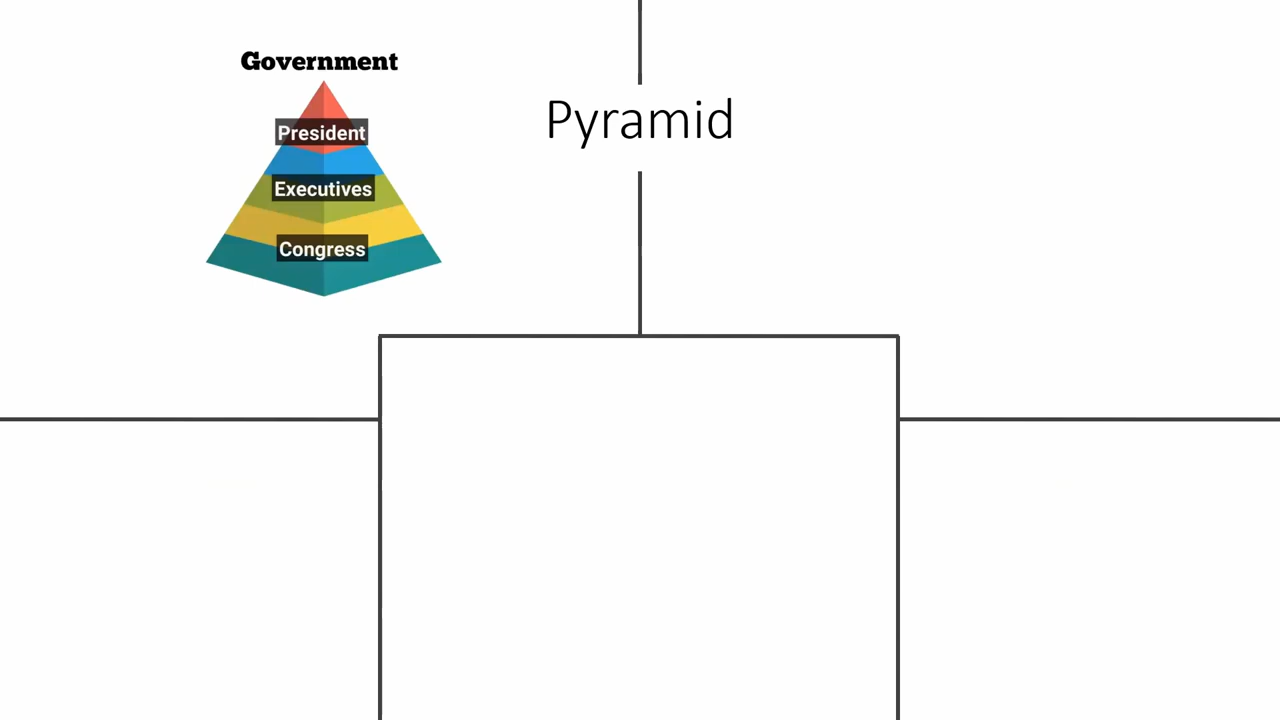 Government
Pyramid
President
Executives
Congress